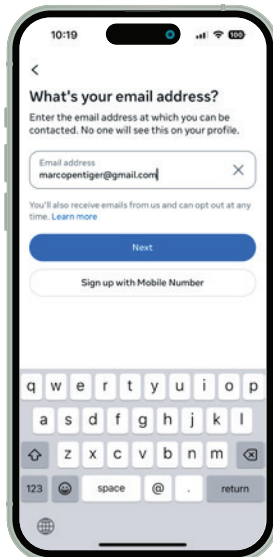 10:19
100
What's your email address?
Enter the email address at which you can be
contacted. No one will see this on your profile.
Email address
marcopentiger@gmail.com
You'll also receive emails from us and can opt out at any
time. Learn more
Next
Sign up with Mobile Number
q w e r t y u i o p
a s d f g h j k l
z x c v b n m
123 space @ . return